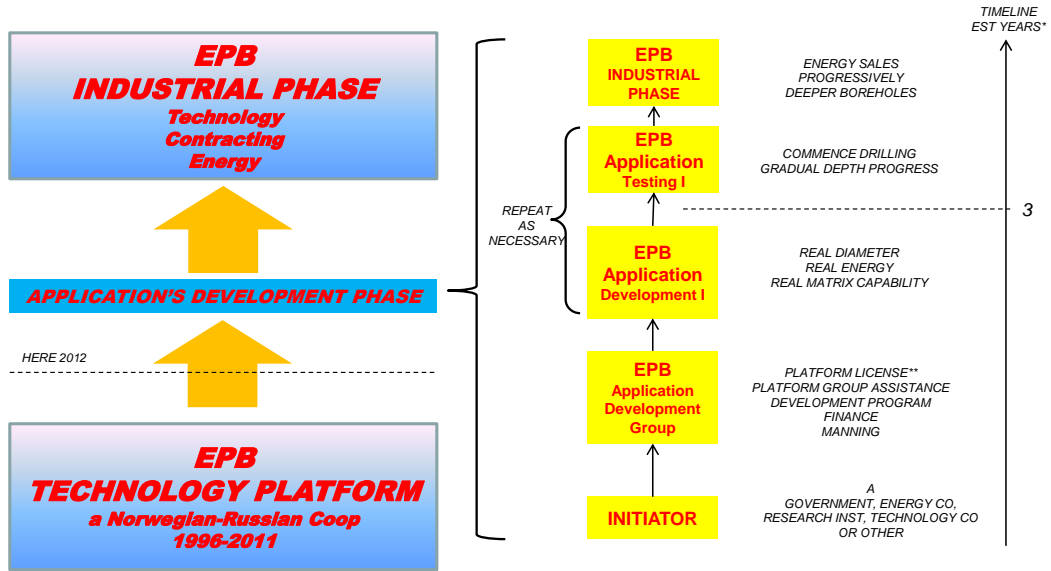 EPB
INDUSTRIAL PHASE
Technology
Contracting
Energy
APPLICATION'S DEVELOPMENT PHASE
HERE 2012
EPB
TECHNOLOGY PLATFORM
a Norwegian-Russian Coop
1996-2011
REPEAT
AS
NECESSARY
EPB
INDUSTRIAL
PHASE
EPB
Application
Testing I
EPB
Application
Development I
EPB
Application
Development
Group
INITIATOR
TIMELINE
EST YEARS*
ENERGY SALES
PROGRESSIVELY
DEEPER BOREHOLES
COMMENCE DRILLING
GRADUAL DEPTH PROGRESS
3
REAL DIAMETER
REAL ENERGY
REAL MATRIX CAPABILITY
PLATFORM LICENSE**
PLATFORM GROUP ASSISTANCE
DEVELOPMENT PROGRAM
FINANCE
MANNING
A
GOVERNMENT, ENERGY CO,
RESEARCH INST, TECHNOLOGY CO
OR OTHER